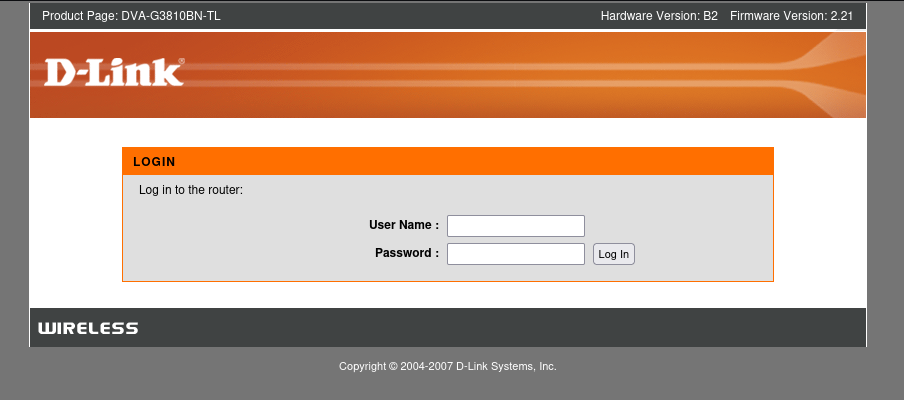 Product Page: DVA-G3810BN-TL Hardware Version: B2 Firmware Version: 2.21
D-Link®
LOGIN
Log in to the router:
User Name :
Password : Log In
WIRELESS
Copyright © 2004-2007 D-Link Systems, Inc.